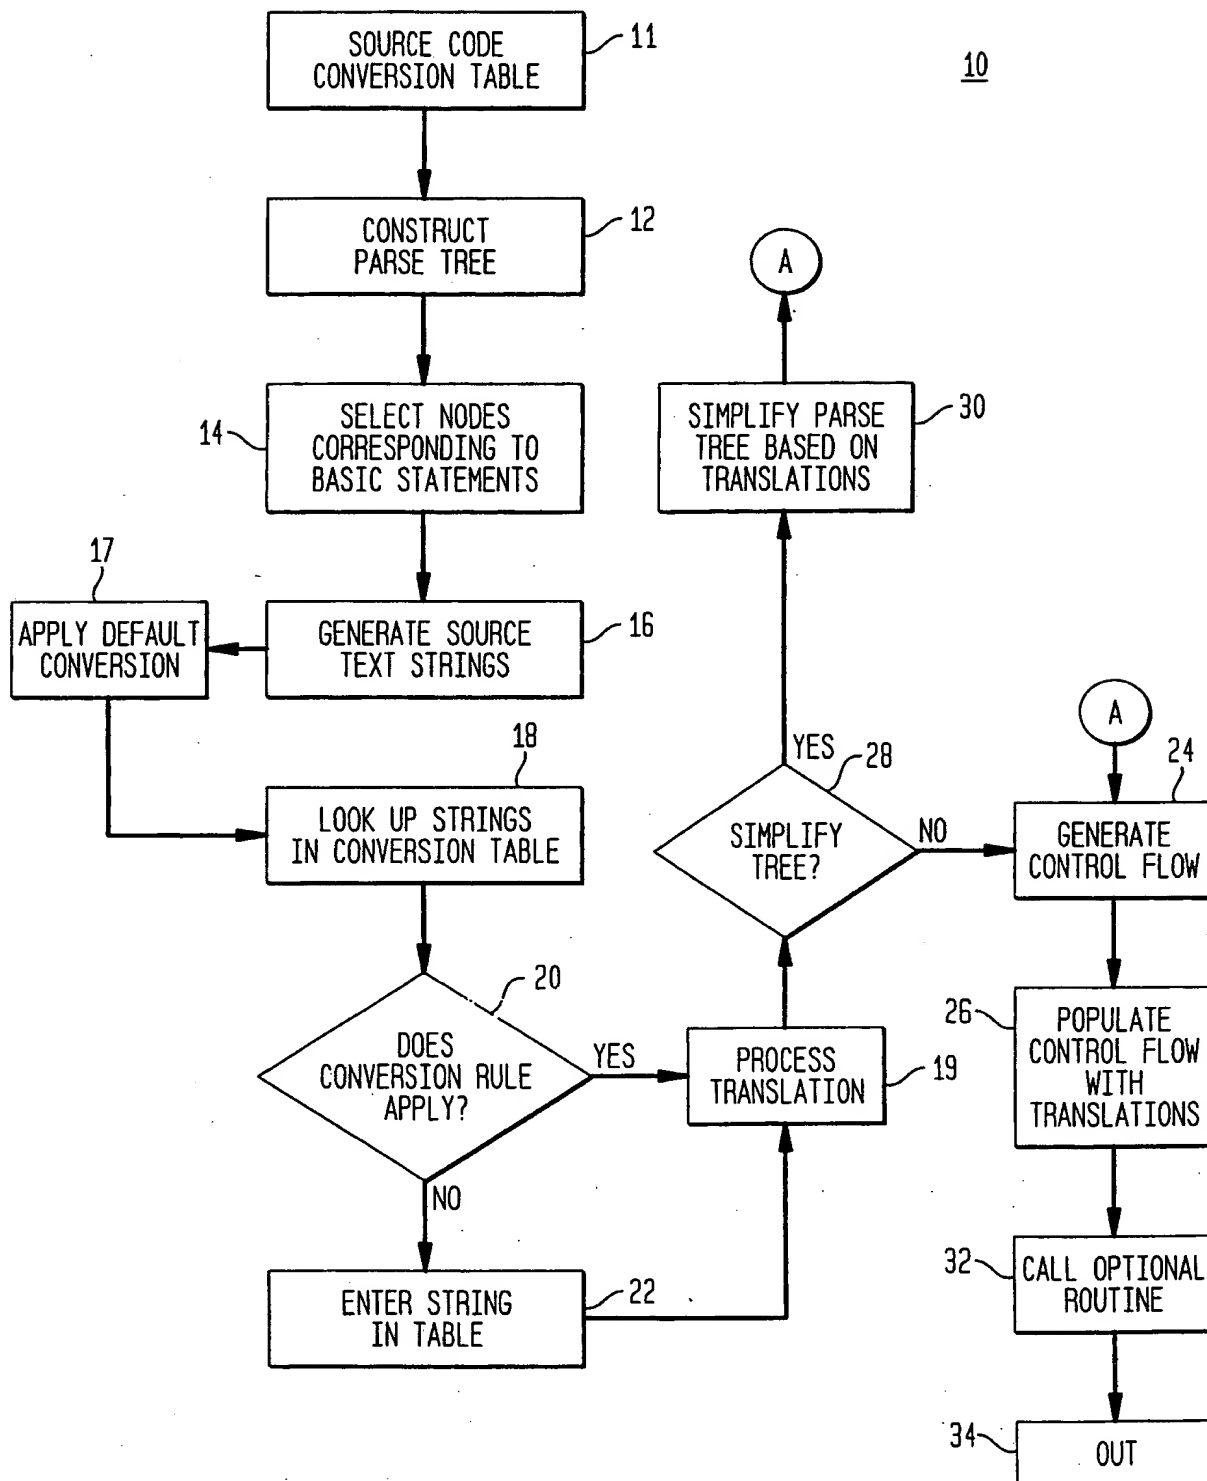 SOURCE CODE
CONVERSION TABLE
11
10
CONSTRUCT
PARSE TREE
12
A
SELECT NODES
CORRESPONDING TO
BASIC STATEMENTS
14
SIMPLIFY PARSE
TREE BASED ON
TRANSLATIONS
30
17
APPLY DEFAULT
CONVERSION
GENERATE SOURCE
TEXT STRINGS
16
18
LOOK UP STRINGS
IN CONVERSION TABLE
YES
28
SIMPLIFY
TREE?
NO
A
24
GENERATE
CONTROL FLOW
20
DOES
CONVERSION RULE
APPLY?
YES
NO
PROCESS
TRANSLATION
19
26
POPULATE
CONTROL FLOW
WITH
TRANSLATIONS
ENTER STRING
IN TABLE
22
32
CALL OPTIONAL
ROUTINE
34
OUT